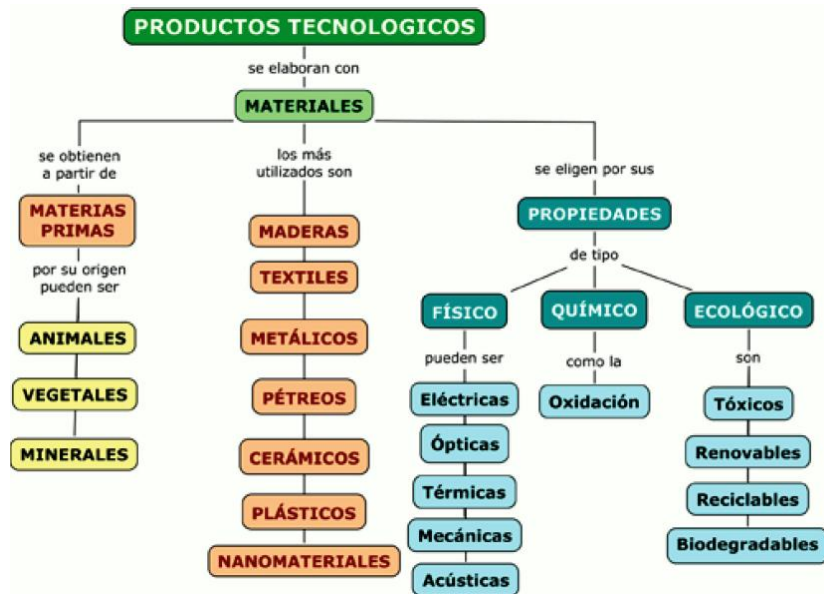 PRODUCTOS TECNOLOGICOS
se elaboran con
MATERIALES
se obtienen
a partir de
MATERIAS
PRIMAS
por su origen
pueden ser
ANIMALES
VEGETALES
MINERALES
los más
utilizados son
MADERAS
TEXTILES
METÁLICOS
PÉTREOS
CERÁMICOS
PLÁSTICOS
NANOMATERIALES
se eligen por sus
PROPIEDADES
de tipo
FÍSICO
pueden ser
Eléctricas
Ópticas
Térmicas
Mecánicas
Acústicas
QUÍMICO
como la
Oxidación
ECOLÓGICO
son
Tóxicos
Renovables
Reciclables
Biodegradables